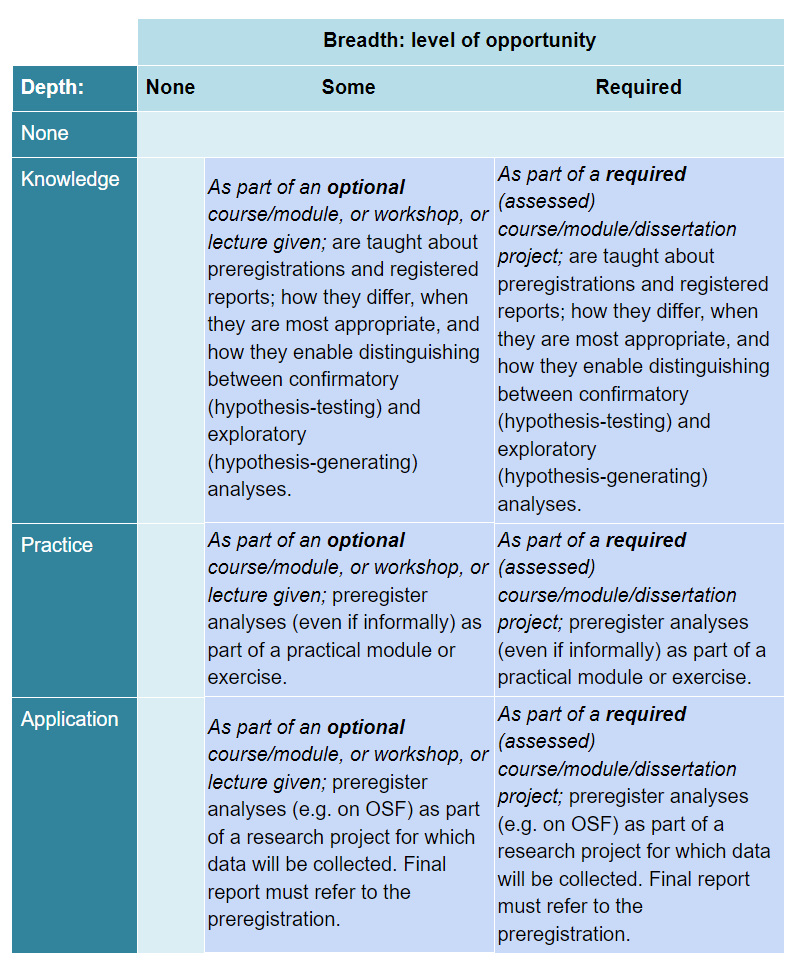 Breadth: level of opportunity
Depth:
None
Some
Required
None
Knowledge
As part of an optional
course/module, or workshop, or
lecture given; are taught about
preregistrations and registered
reports; how they differ, when
they are most appropriate, and
how they enable distinguishing
between confirmatory
(hypothesis-testing) and
exploratory
(hypothesis-generating)
analyses.
As part of a required
(assessed)
course/module/dissertation
project; are taught about
preregistrations and registered
reports; how they differ, when
they are most appropriate, and
how they enable distinguishing
between confirmatory
(hypothesis-testing) and
exploratory
(hypothesis-generating)
analyses.
Practice
As part of an optional
course/module, or workshop, or
lecture given; preregister
analyses (even if informally) as
part of a practical module or
exercise.
As part of a required
(assessed)
course/module/dissertation
project; preregister analyses
(even if informally) as part of a
practical module or exercise.
Application
As part of an optional
course/module, or workshop, or
lecture given; preregister
analyses (e.g. on OSF) as part
of a research project for which
data will be collected. Final
report must refer to the
preregistration.
As part of a required
(assessed)
course/module/dissertation
project; preregister analyses
(e.g. on OSF) as part of a
research project for which data
will be collected. Final report
must refer to the
preregistration.